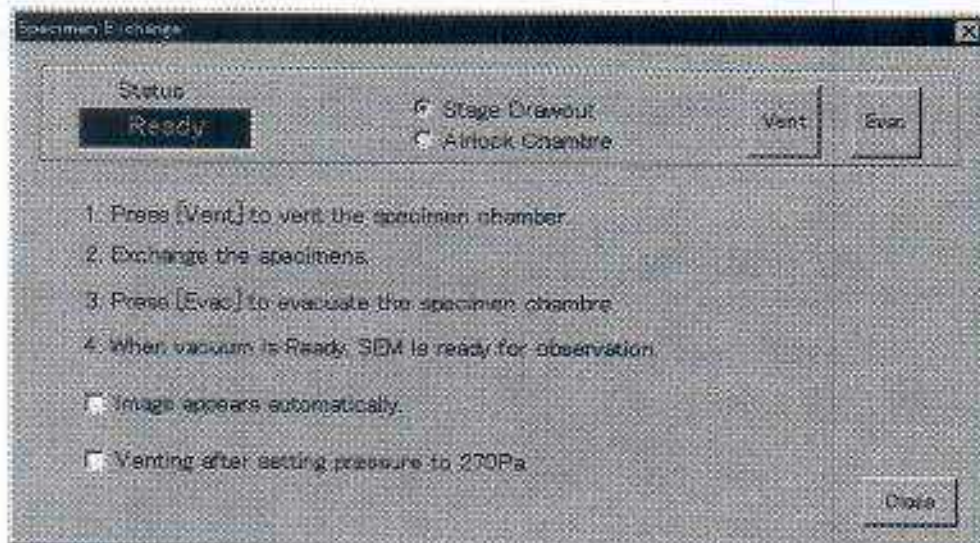 Specimen Exchange
Status
Ready
Stage Drawout
Airlock Chambre
Vent
Evac
1. Press [Vent] to vent the specimen chamber.
2. Exchange the specimens.
3. Press [Evac] to evacuate the specimen chambre.
4. When vacuum is Ready, SEM is ready for observation.
Image appears automatically.
Venting after setting pressure to 270Pa
Close